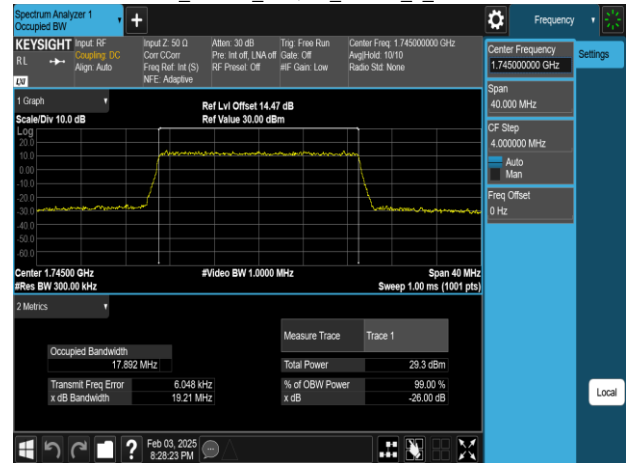 Spectrum Analyzer 1
Occupied BW
+
Frequency
KEYSIGHT Input: RF Input Z: 50 Ω Atten: 30 dB Trig: Free Run Center Freq: 1.745000000 GHz
RL Coupling: DC Corr CCorr Pre: Int off, LNA off Gate: Off Avg|Hold: 10/10
Align: Auto Freq Ref: Int (S) RF Presel: Off #IF Gain: Low Radio Std: None
LXI NFE: Adaptive
Center Frequency
1.745000000 GHz
Settings
Span
40.000 MHz
CF Step
4.000000 MHz
Auto
Man
Freq Offset
0 Hz
Local
1 Graph
Ref Lvl Offset 14.47 dB
Scale/Div 10.0 dB Ref Value 30.00 dBm
Log
20.0
10.0
0.00
-10.0
-20.0
-30.0
-40.0
-50.0
-60.0
Center 1.74500 GHz #Video BW 1.0000 MHz Span 40 MHz
#Res BW 300.00 kHz Sweep 1.00 ms (1001 pts)
2 Metrics
Measure Trace Trace 1
Occupied Bandwidth
17.892 MHz Total Power 29.3 dBm
Transmit Freq Error 6.048 kHz % of OBW Power 99.00 %
x dB Bandwidth 19.21 MHz x dB -26.00 dB
? Feb 03, 2025
8:28:23 PM